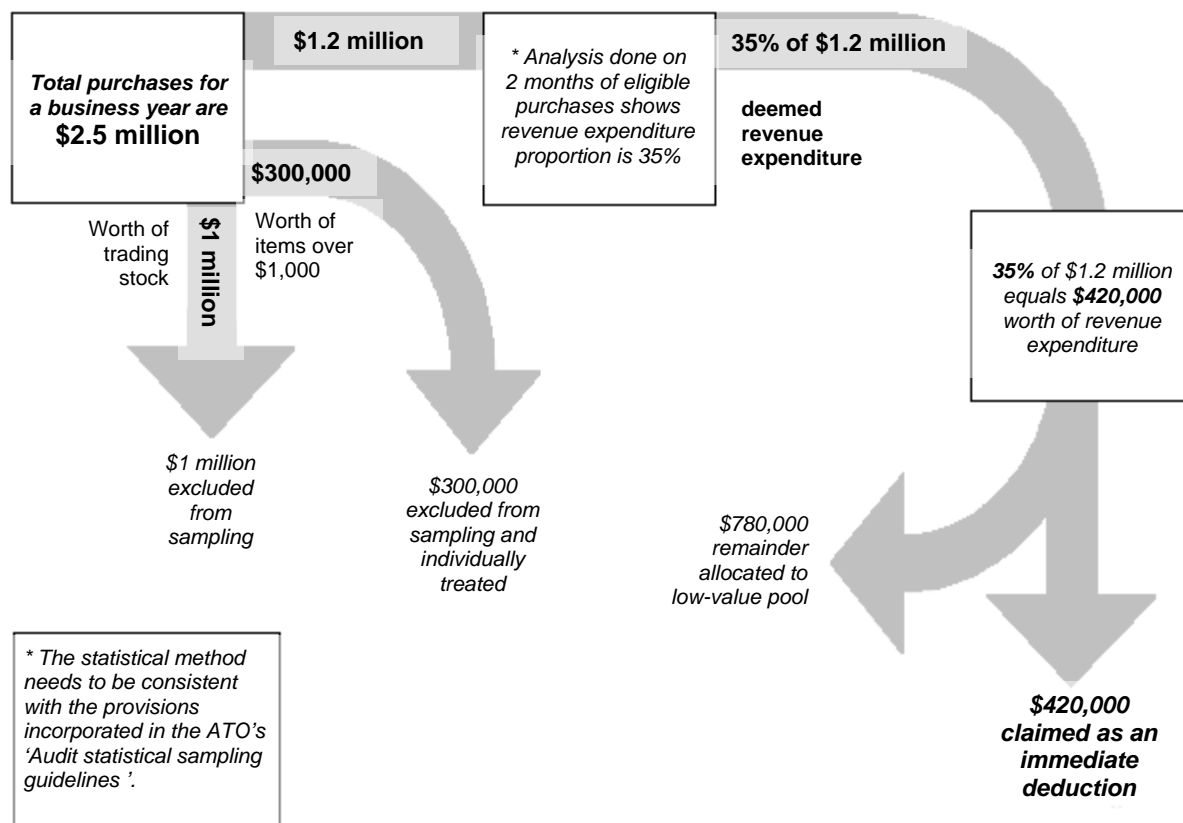 Total purchases for
a business year are
$2.5 million
$1.2 million
* Analysis done on
2 months of eligible
purchases shows
revenue expenditure
proportion is 35%
35% of $1.2 million
deemed
revenue
expenditure
$300,000
Worth of
items over
$1,000
Worth of
trading
stock
$1 million
35% of $1.2 million
equals $420,000
worth of revenue
expenditure
$1 million
excluded
from
sampling
$300,000
excluded from
sampling and
individually
treated
$780,000
remainder
allocated to
low-value pool
$420,000
claimed as an
immediate
deduction
* The statistical method
needs to be consistent
with the provisions
incorporated in the ATO’s
‘Audit statistical sampling
guidelines ’.